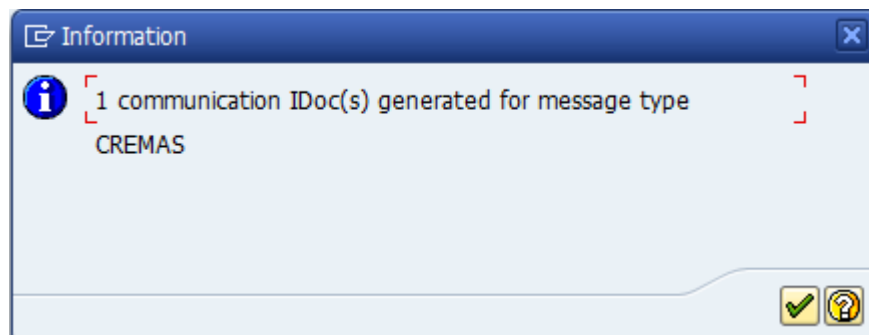 Information
1 communication IDoc(s) generated for message type
CREMAS